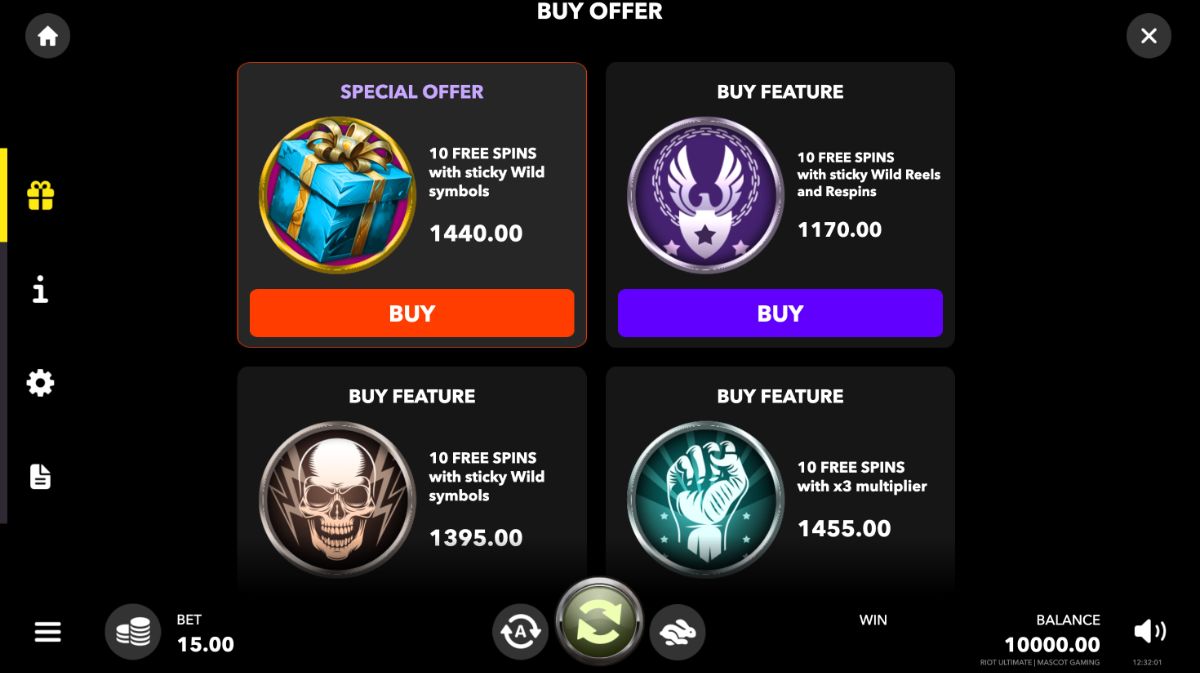 BUY OFFER
SPECIAL OFFER
10 FREE SPINS
with sticky Wild
symbols
1440.00
BUY
BUY FEATURE
10 FREE SPINS
with sticky Wild Reels
and Respins
1170.00
BUY
BUY FEATURE
10 FREE SPINS
with sticky Wild
symbols
1395.00
BUY FEATURE
10 FREE SPINS
with x3 multiplier
1455.00
BET
15.00
A
WIN
BALANCE
10000.00
RIOT ULTIMATE | MASCOT GAMING
12:32:01